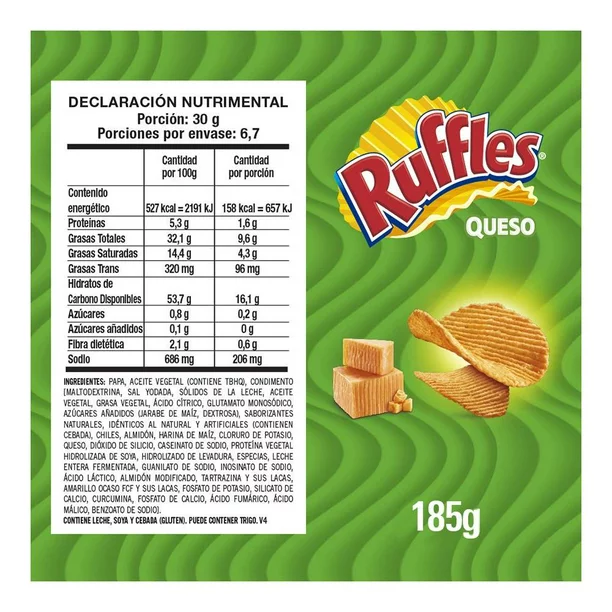 DECLARACIÓN NUTRIMENTAL
Porción: 30 g
Porciones por envase: 6,7
Cantidad por 100g Cantidad por porción
Contenido
energético 527 kcal = 2191 kJ 158 kcal = 657 kJ
Proteínas 5,3 g 1,6 g
Grasas Totales 32,1 g 9,6 g
Grasas Saturadas 14,4 g 4,3 g
Grasas Trans 320 mg 96 mg
Hidratos de
Carbono Disponibles 53,7 g 16,1 g
Azúcares 0,8 g 0,2 g
Azúcares añadidos 0,1 g 0 g
Fibra dietética 2,1 g 0,6 g
Sodio 686 mg 206 mg
INGREDIENTES: PAPA, ACEITE VEGETAL (CONTIENE TBHQ), CONDIMENTO
[MALTODEXTRINA, SAL YODADA, SÓLIDOS DE LA LECHE, ACEITE
VEGETAL, GRASA VEGETAL, ÁCIDO CÍTRICO, GLUTAMATO MONOSÓDICO,
AZÚCARES AÑADIDOS (JARABE DE MAÍZ, DEXTROSA), SABORIZANTES
NATURALES, IDÉNTICOS AL NATURAL Y ARTIFICIALES (CONTIENEN
CEBADA), CHILES, ALMIDÓN, HARINA DE MAÍZ, CLORURO DE POTASIO,
QUESO, DIÓXIDO DE SILICIO, CASEINATO DE SODIO, PROTEÍNA VEGETAL
HIDROLIZADA DE SOYA, HIDROLIZADO DE LEVADURA, ESPECIAS, LECHE
ENTERA FERMENTADA, GUANILATO DE SODIO, INOSINATO DE SODIO,
ÁCIDO LÁCTICO, ALMIDÓN MODIFICADO, TARTRAZINA Y SUS LACAS,
AMARILLO OCASO FCF Y SUS LACAS, FOSFATO DE POTASIO, SILICATO DE
CALCIO, CURCUMINA, FOSFATO DE CALCIO, ÁCIDO FUMÁRICO, ÁCIDO
MÁLICO, BENZOATO DE SODIO].
CONTIENE LECHE, SOYA Y CEBADA (GLUTEN). PUEDE CONTENER TRIGO. V4
Ruffles®
QUESO
185g